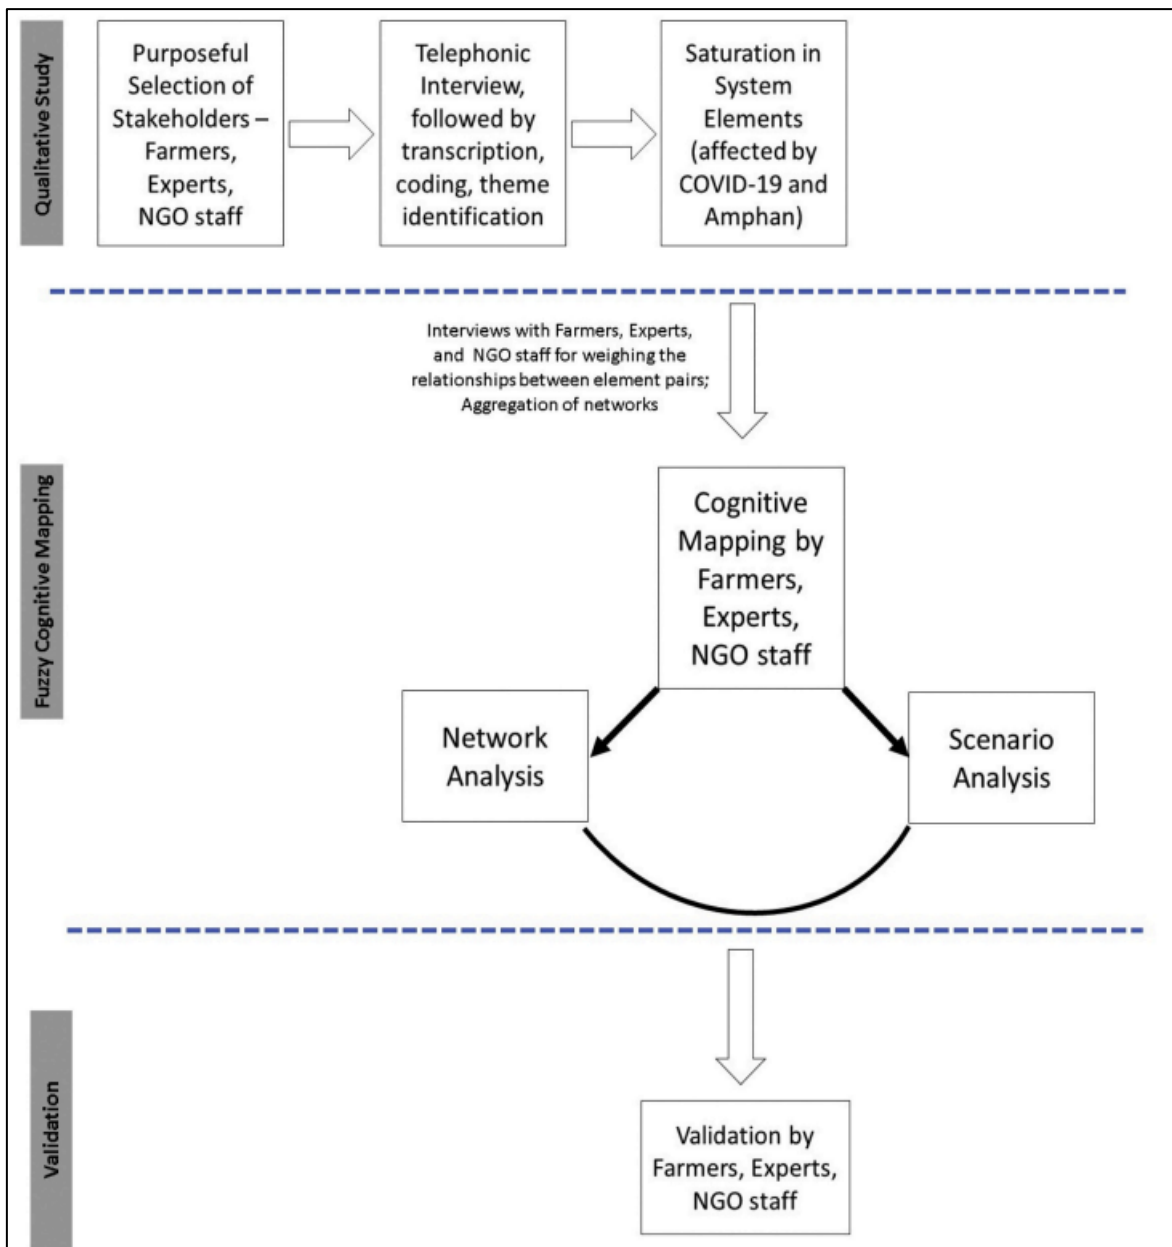 Qualitative Study
Purposeful
Selection of
Stakeholders –
Farmers,
Experts,
NGO staff
Telephonic
Interview,
followed by
transcription,
coding, theme
identification
Saturation in
System
Elements
(affected by
COVID-19 and
Amphan)
Interviews with Farmers, Experts,
and NGO staff for weighing the
relationships between element pairs;
Aggregation of networks
Fuzzy Cognitive Mapping
Cognitive
Mapping by
Farmers,
Experts,
NGO staff
Network
Analysis
Scenario
Analysis
Validation
Validation by
Farmers, Experts,
NGO staff